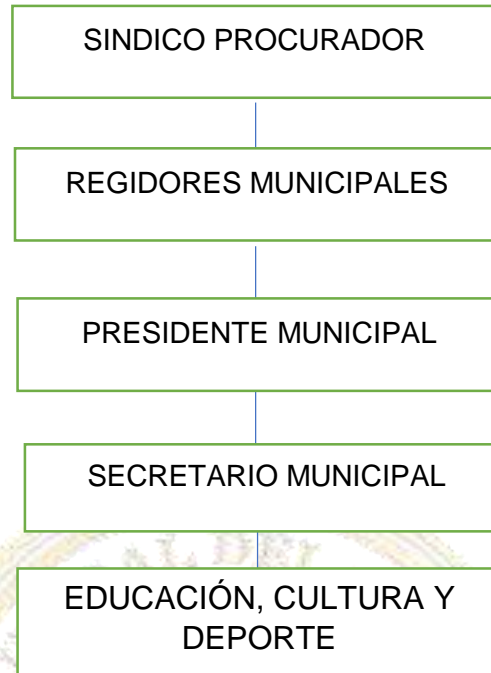 SINDICO PROCURADOR
REGIDORES MUNICIPALES
PRESIDENTE MUNICIPAL
SECRETARIO MUNICIPAL
EDUCACIÓN, CULTURA Y
DEPORTE